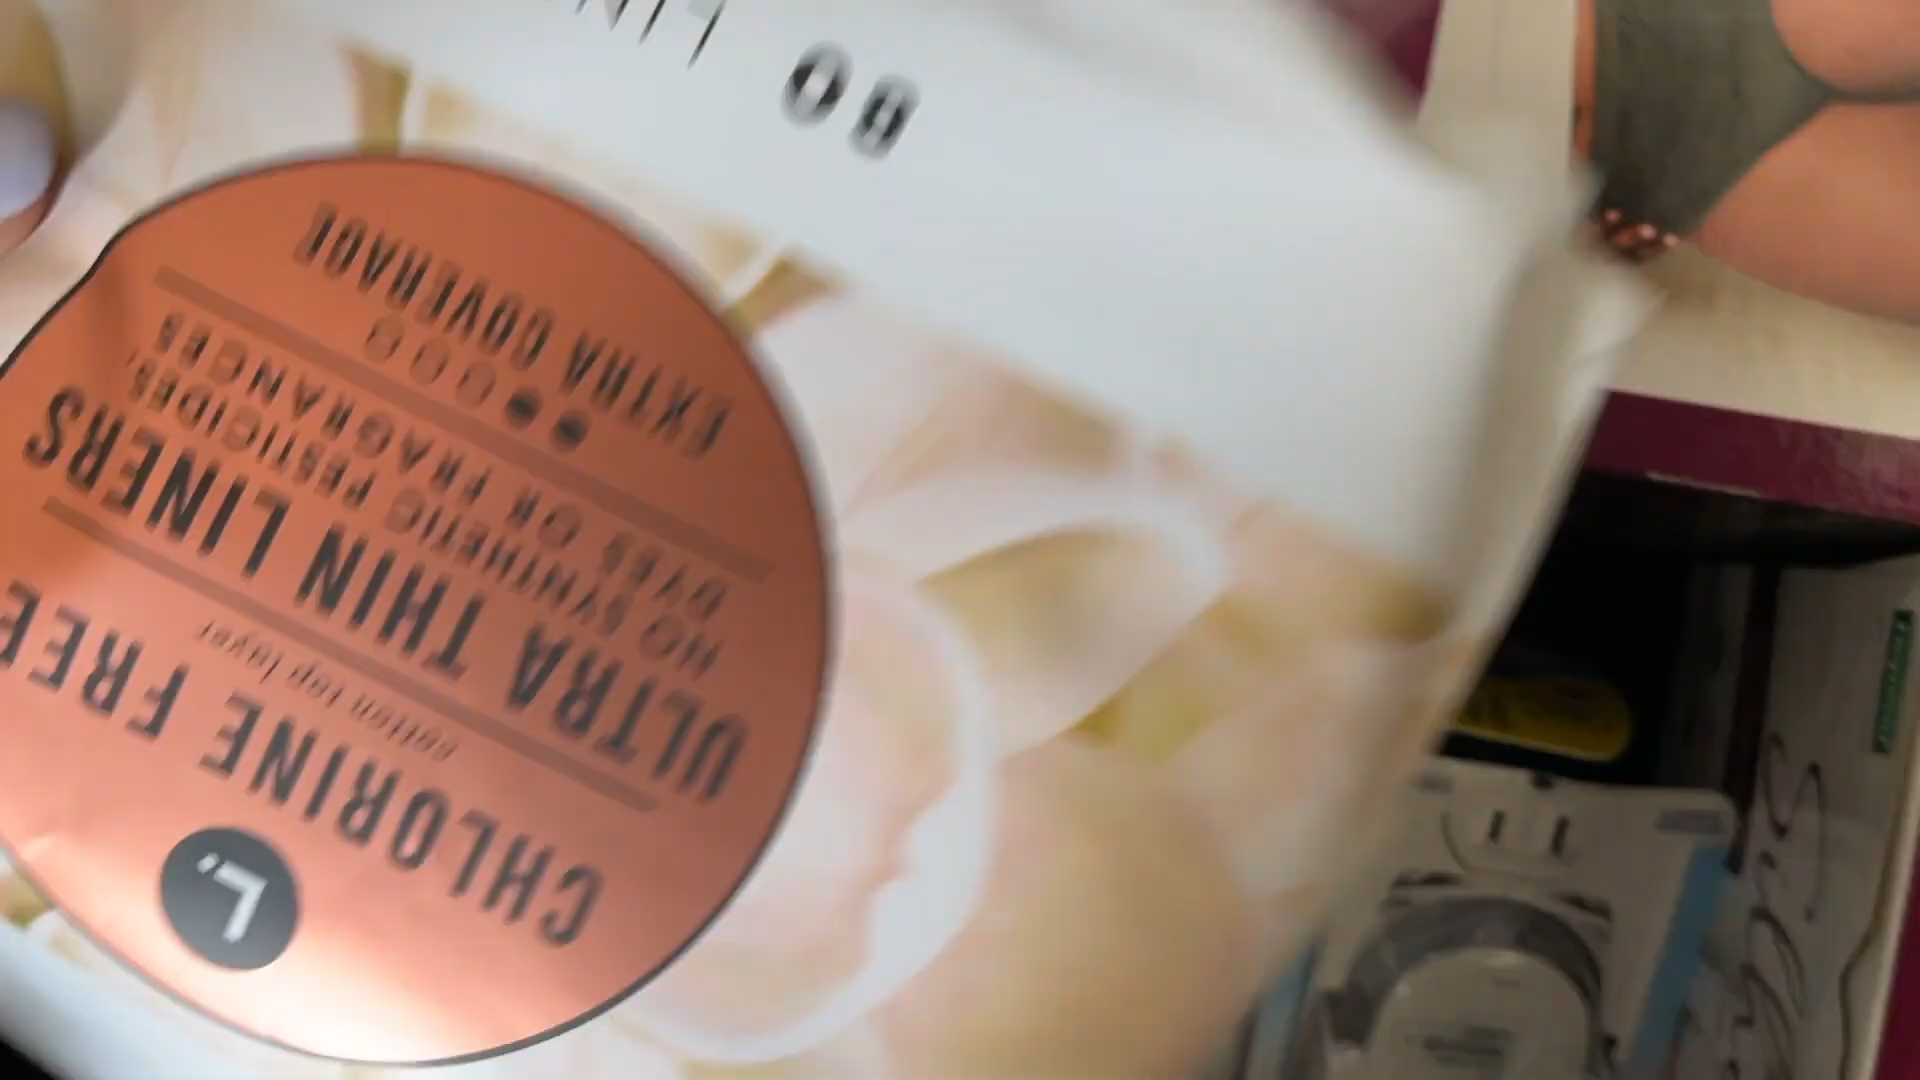 L.
CHLORINE FREE
cotton top layer
ULTRA THIN LINERS
NO SYNTHETIC PESTICIDES,
DYES OR FRAGRANCES
EXTRA COVERAGE
80 LIN